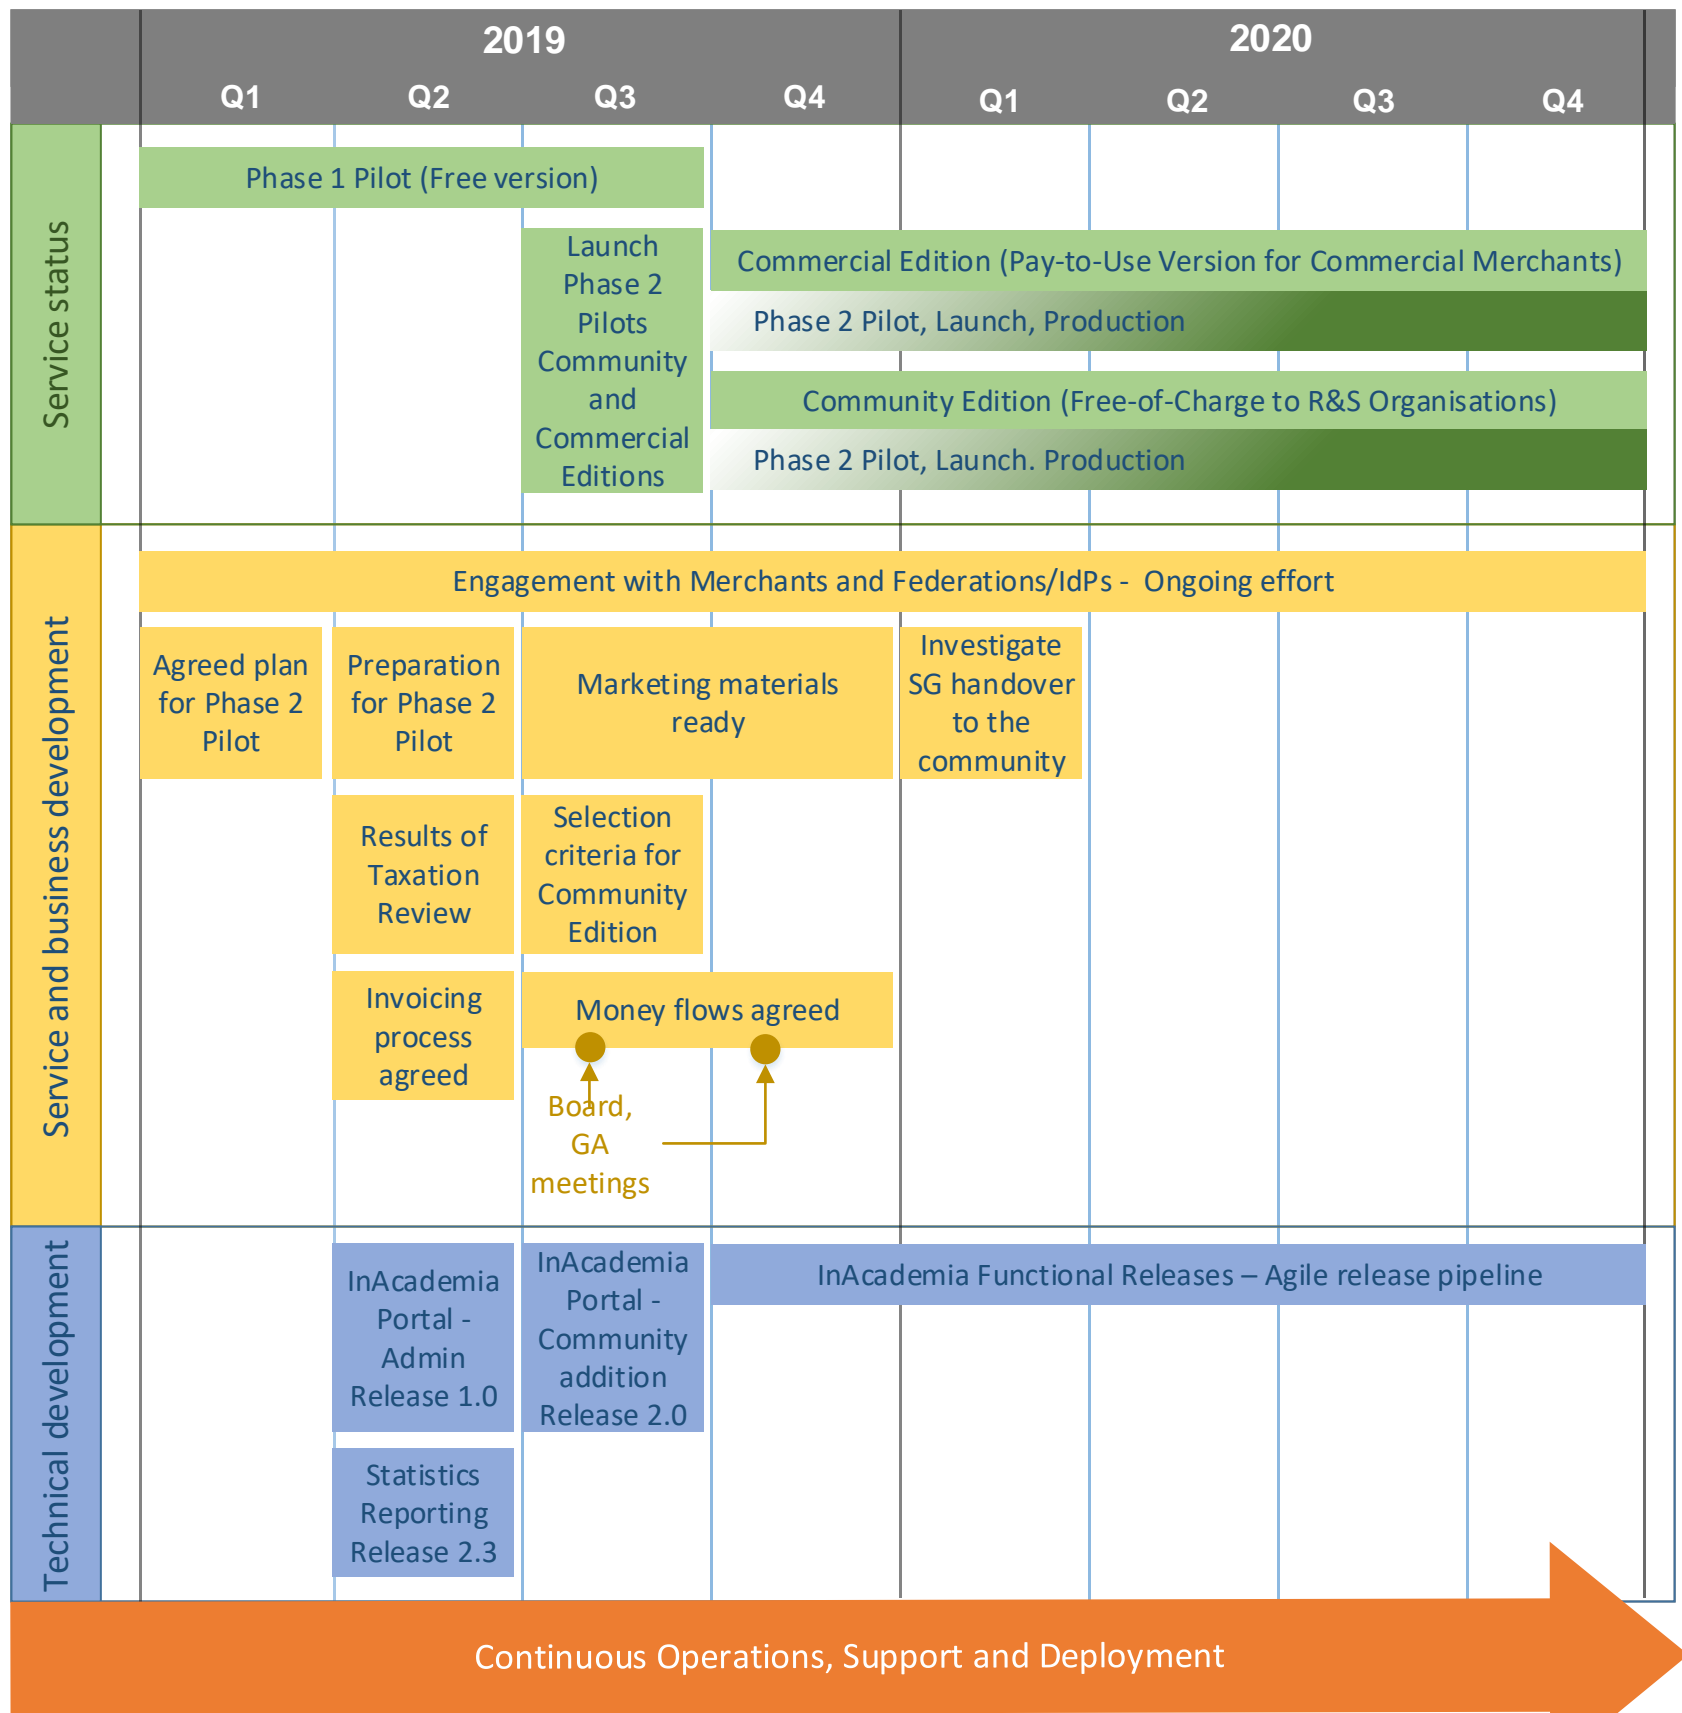 2019
2020
Q1
Q2
Q3
Q4
Q1
Q2
Q3
Q4
Service status
Phase 1 Pilot (Free version)
Launch
Phase 2
Pilots
Community
and
Commercial
Editions
Commercial Edition (Pay-to-Use Version for Commercial Merchants)
Phase 2 Pilot, Launch, Production
Community Edition (Free-of-Charge to R&S Organisations)
Phase 2 Pilot, Launch. Production
Service and business development
Engagement with Merchants and Federations/IdPs - Ongoing effort
Agreed plan
for Phase 2
Pilot
Preparation
for Phase 2
Pilot
Marketing materials
ready
Investigate
SG handover
to the
community
Results of
Taxation
Review
Selection
criteria for
Community
Edition
Invoicing
process
agreed
Money flows agreed
Board,
GA
meetings
Technical development
InAcademia
Portal -
Admin
Release 1.0
InAcademia
Portal -
Community
addition
Release 2.0
InAcademia Functional Releases – Agile release pipeline
Statistics
Reporting
Release 2.3
Continuous Operations, Support and Deployment